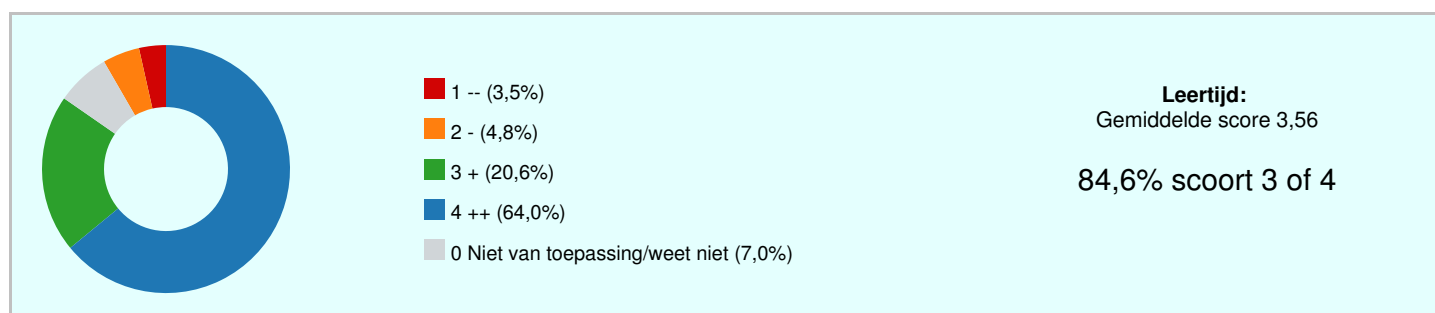 1 -- (3,5%)
2 - (4,8%)
3 + (20,6%)
4 ++ (64,0%)
0 Niet van toepassing/weet niet (7,0%)
Leertijd:
Gemiddelde score 3,56
84,6% scoort 3 of 4